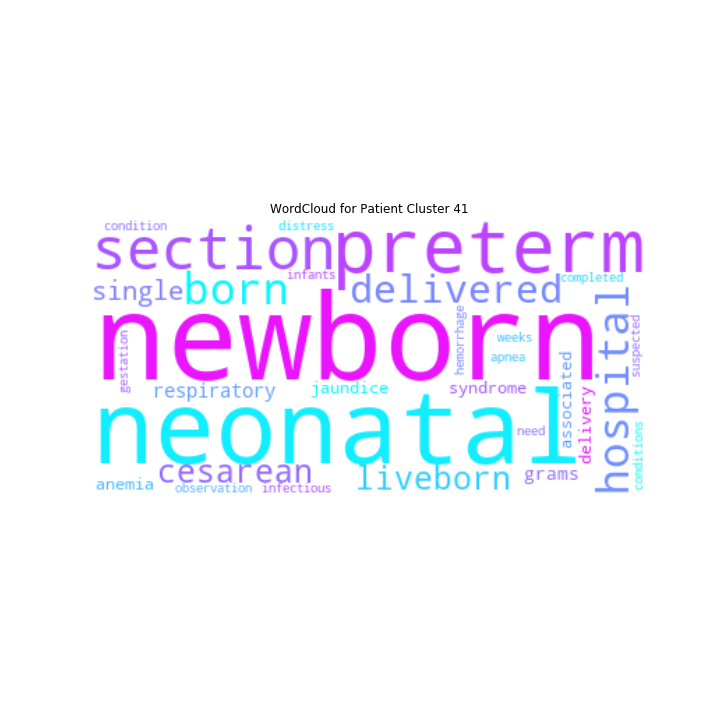 WordCloud for Patient Cluster 41
condition
distress
section
preterm
infants
completed
single
born
delivered
newborn
hospital
hemorrhage
suspected
gestation
weeks
apnea
associated
respiratory
jaundice
syndrome
delivery
neonatal
need
conditions
cesarean
liveborn
grams
anemia
observation
infectious